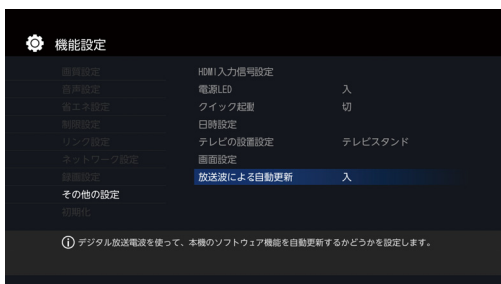 機能設定
画質設定
音声設定
省エネ設定
制限設定
リンク設定
ネットワーク設定
録画設定
その他の設定
初期化
HDMI入力信号設定
電源LED 入
クイック起動 切
日時設定
テレビの設置設定 テレビスタンド
画面設定
放送波による自動更新 入
デジタル放送電波を使って、本機のソフトウェア機能を自動更新するかどうかを設定します。